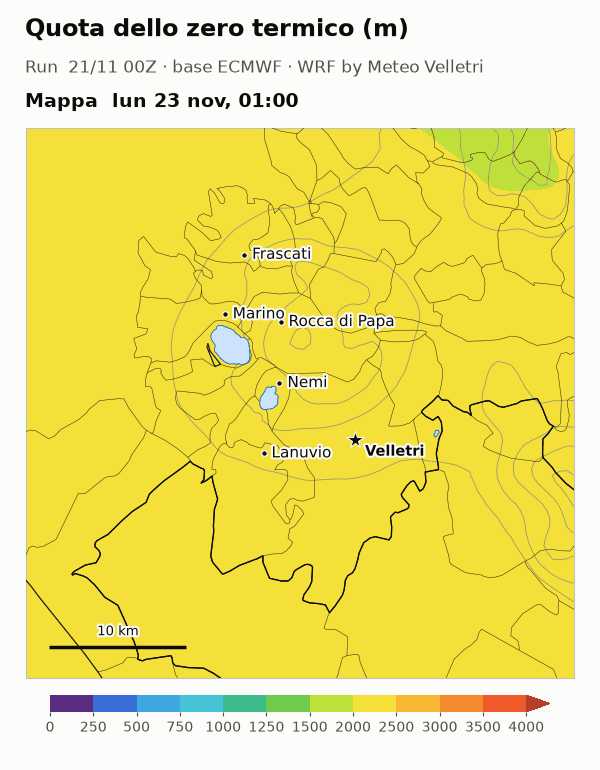 Quota dello zero termico (m)
Run  21/11 00Z · base ECMWF · WRF by Meteo Velletri
Mappa  lun 23 nov, 01:00
Frascati
Marino
Rocca di Papa
Nemi
Velletri
Lanuvio
10 km
0 250 500 750 1000 1250 1500 2000 2500 3000 3500 4000